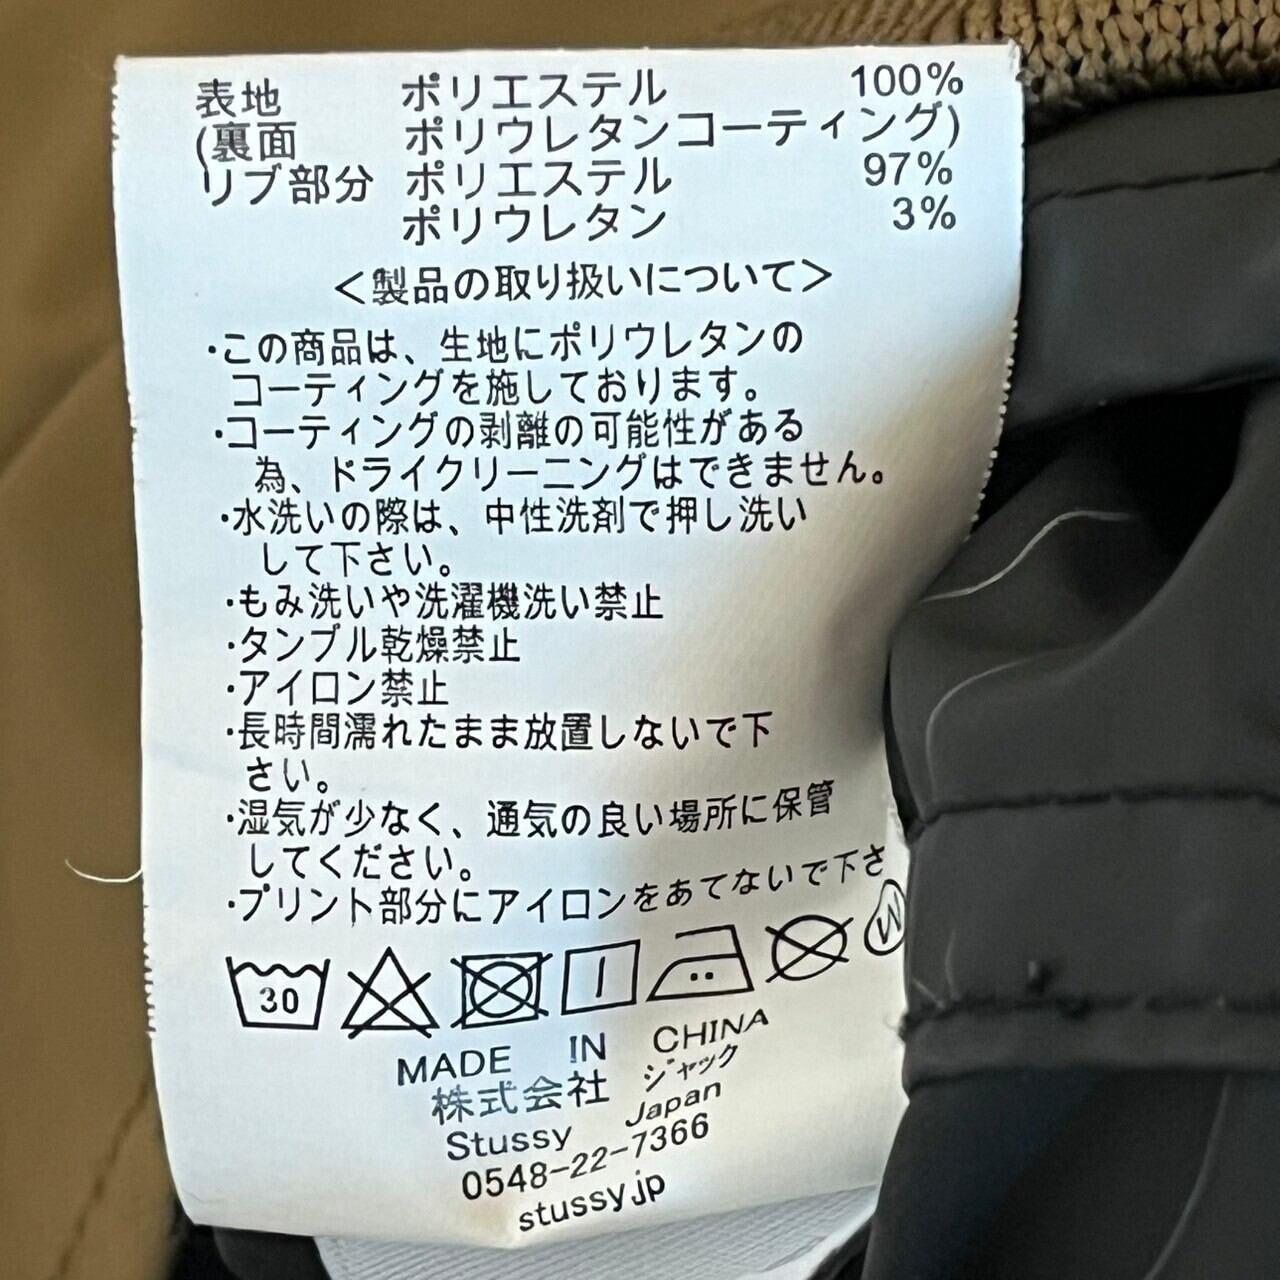 表地 ポリエステル 100%
(裏面 ポリウレタンコーティング)
リブ部分 ポリエステル 97%
ポリウレタン 3%
＜製品の取り扱いについて＞
・この商品は、生地にポリウレタンの
コーティングを施しております。
・コーティングの剥離の可能性がある
為、ドライクリーニングはできません。
・水洗いの際は、中性洗剤で押し洗い
して下さい。
・もみ洗いや洗濯機洗い禁止
・タンブル乾燥禁止
・アイロン禁止
・長時間濡れたまま放置しないで下
さい。
・湿気が少なく、通気の良い場所に保管
してください。
・プリント部分にアイロンをあてないで下さ
30
W
MADE IN CHINA
株式会社 ジャック
Stussy Japan
0548-22-7366
stussy.jp